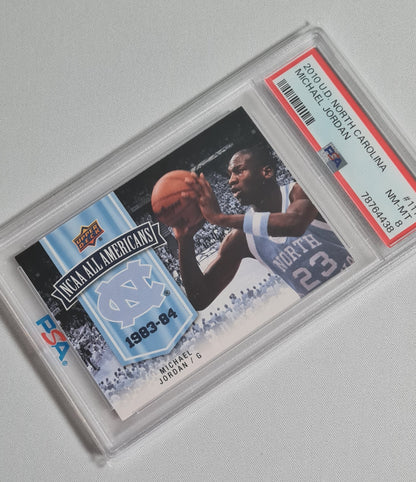 2010 U.D. NORTH CAROLINA
MICHAEL JORDAN
NM-MT
8
PSA
78764438
UPPER DECK
NCAA ALL AMERICANS
NC
®
1983-84
MICHAEL
JORDAN / G
NORTH
23
PSA